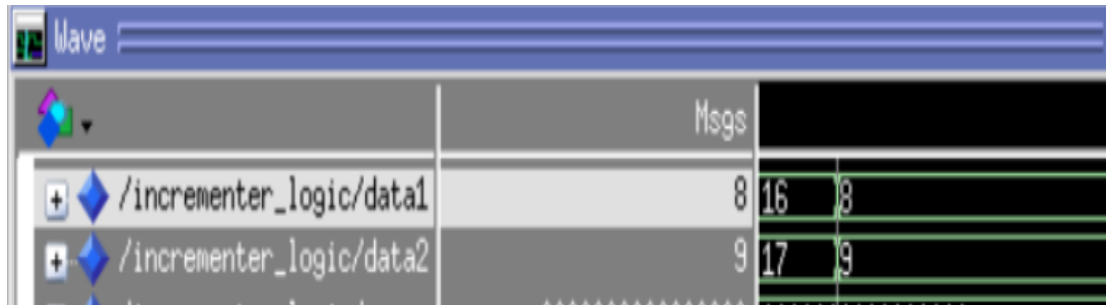 Wave
Msgs
/incrementer_logic/data1 8 16 8
/incrementer_logic/data2 9 17 9